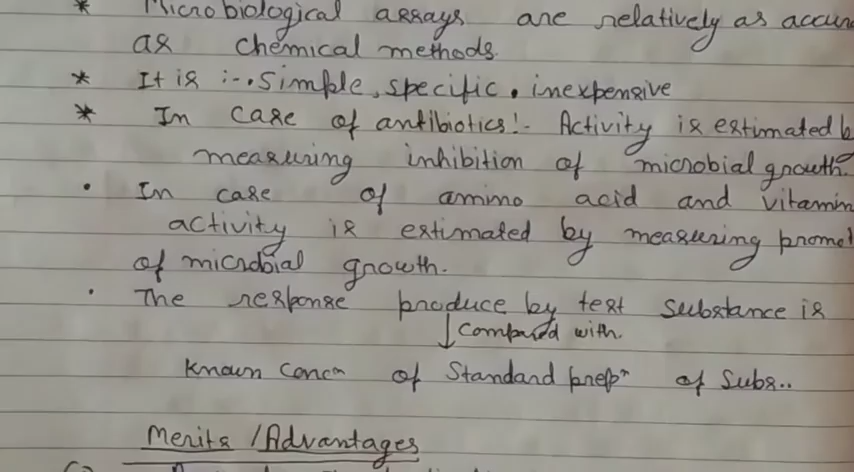 * Microbiological assays are relatively as accur
as chemical methods.
* It is :-. Simple, specific. inexpensive
* In case of antibiotics!- Activity is estimated b
measuring inhibition of microbial growth.
• In case of amino acid and vitamin
activity is estimated by measuring promot
of microbial growth.
• The response produce by test substance is
↓ Compared with.
Known concn of Standard prepn of Subs..
Merits / Advantages